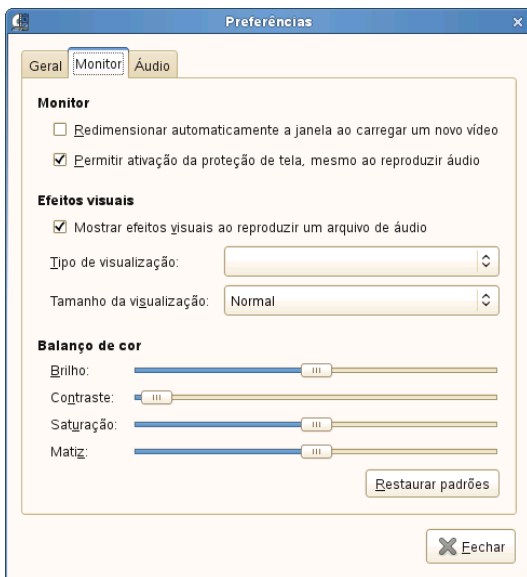 Preferências
Geral Monitor Áudio
Monitor
Redimensionar automaticamente a janela ao carregar um novo vídeo
Permitir ativação da proteção de tela, mesmo ao reproduzir áudio
Efeitos visuais
Mostrar efeitos visuais ao reproduzir um arquivo de áudio
Tipo de visualização:
Tamanho da visualização: Normal
Balanço de cor
Brilho:
Contraste:
Saturação:
Matiz:
Restaurar padrões
Fechar